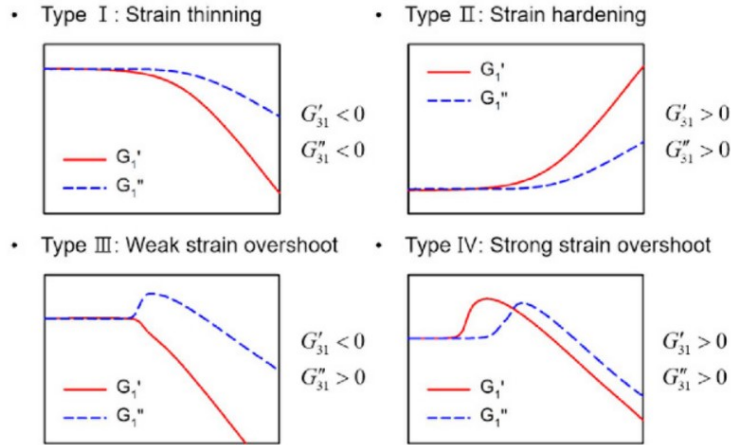 • Type Ⅰ: Strain thinning
G₁'
G₁"
G′₃₁ < 0
G″₃₁ < 0
• Type Ⅱ: Strain hardening
G₁'
G₁"
G′₃₁ > 0
G″₃₁ > 0
• Type Ⅲ: Weak strain overshoot
G₁'
G₁"
G′₃₁ < 0
G″₃₁ > 0
• Type Ⅳ: Strong strain overshoot
G₁'
G₁"
G′₃₁ > 0
G″₃₁ > 0